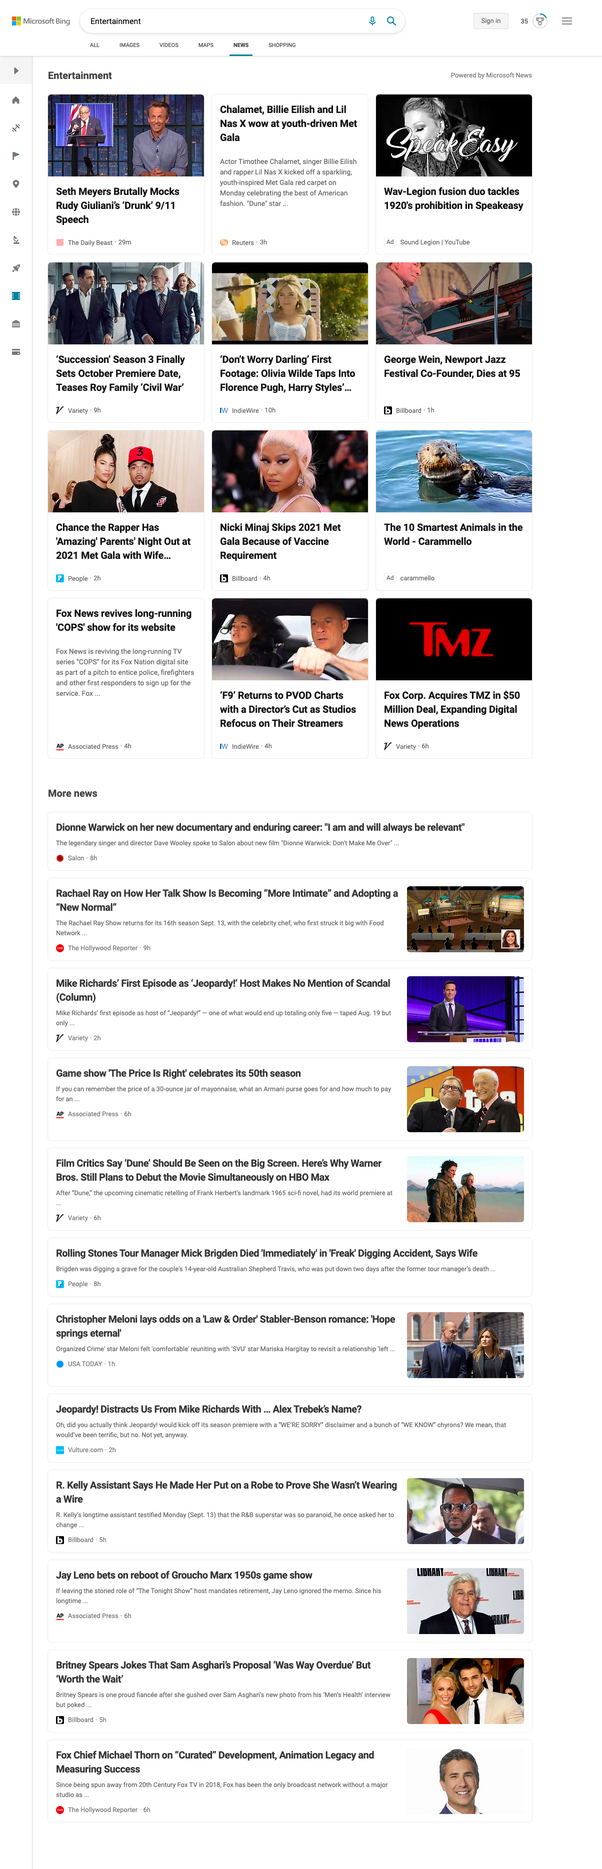 Microsoft Bing
Entertainment
Sign in
35
ALL IMAGES VIDEOS MAPS NEWS SHOPPING
Entertainment
Powered by Microsoft News
Seth Meyers Brutally Mocks
Rudy Giuliani's 'Drunk' 9/11
Speech
The Daily Beast · 29m
Chalamet, Billie Eilish and Lil
Nas X wow at youth-driven Met
Gala
Actor Timothee Chalamet, singer Billie Eilish
and rapper Lil Nas X kicked off a sparkling,
youth-inspired Met Gala red carpet on
Monday celebrating the best of American
fashion. "Dune" star ...
Reuters · 3h
SpeakEasy
Wav-Legion fusion duo tackles
1920's prohibition in Speakeasy
Ad Sound Legion | YouTube
'Succession' Season 3 Finally
Sets October Premiere Date,
Teases Roy Family 'Civil War'
Variety · 9h
'Don't Worry Darling' First
Footage: Olivia Wilde Taps Into
Florence Pugh, Harry Styles'...
IW IndieWire · 10h
George Wein, Newport Jazz
Festival Co-Founder, Dies at 95
Billboard · 1h
3
Chance the Rapper Has
'Amazing' Parents' Night Out at
2021 Met Gala with Wife...
People · 2h
Nicki Minaj Skips 2021 Met
Gala Because of Vaccine
Requirement
Billboard · 4h
The 10 Smartest Animals in the
World - Carammello
Ad carammello
Fox News revives long-running
'COPS' show for its website
Fox News is reviving the long-running TV
series "COPS" for its Fox Nation digital site
as part of a pitch to entice police, firefighters
and other first responders to sign up for the
service. Fox ...
AP Associated Press · 4h
'F9' Returns to PVOD Charts
with a Director's Cut as Studios
Refocus on Their Streamers
IW IndieWire · 4h
TMZ
Fox Corp. Acquires TMZ in $50
Million Deal, Expanding Digital
News Operations
Variety · 6h
More news
Dionne Warwick on her new documentary and enduring career: "I am and will always be relevant"
The legendary singer and director Dave Wooley spoke to Salon about new film "Dionne Warwick: Don't Make Me Over" ...
Salon · 8h
Rachael Ray on How Her Talk Show Is Becoming "More Intimate" and Adopting a
"New Normal"
The Rachael Ray Show returns for its 16th season Sept. 13, with the celebrity chef, who first struck it big with Food
Network ...
The Hollywood Reporter · 9h
Mike Richards' First Episode as 'Jeopardy!' Host Makes No Mention of Scandal
(Column)
Mike Richards' first episode as host of "Jeopardy!" — one of what would end up totaling only five — taped Aug. 19 but
only ...
Variety · 2h
Game show 'The Price Is Right' celebrates its 50th season
If you can remember the price of a 30-ounce jar of mayonnaise, what an Armani purse goes for and how much to pay
for an ...
AP Associated Press · 6h
Film Critics Say 'Dune' Should Be Seen on the Big Screen. Here's Why Warner
Bros. Still Plans to Debut the Movie Simultaneously on HBO Max
After "Dune," the upcoming cinematic retelling of Frank Herbert's landmark 1965 sci-fi novel, had its world premiere at
...
Variety · 6h
Rolling Stones Tour Manager Mick Brigden Died 'Immediately' in 'Freak' Digging Accident, Says Wife
Brigden was digging a grave for the couple's 14-year-old Australian Shepherd Travis, who was put down two days after the former tour manager's death ...
People · 8h
Christopher Meloni lays odds on a 'Law & Order' Stabler-Benson romance: 'Hope
springs eternal'
Organized Crime' star Meloni felt 'comfortable' reuniting with 'SVU' star Mariska Hargitay to revisit a relationship 'left ...
USA TODAY · 1h
Jeopardy! Distracts Us From Mike Richards With ... Alex Trebek's Name?
Oh, did you actually think Jeopardy! would kick off its season premiere with a "WE'RE SORRY" disclaimer and a bunch of "WE KNOW" chyrons? We mean, that
would've been terrific, but no. Not yet, anyway.
Vulture.com · 2h
R. Kelly Assistant Says He Made Her Put on a Robe to Prove She Wasn't Wearing
a Wire
R. Kelly's longtime assistant testified Monday (Sept. 13) that the R&B superstar was so paranoid, he once asked her to
change ...
Billboard · 5h
Jay Leno bets on reboot of Groucho Marx 1950s game show
If leaving the storied role of "The Tonight Show" host mandates retirement, Jay Leno ignored the memo. Since his
longtime ...
AP Associated Press · 6h
LIBRARY
LIBRARY
Britney Spears Jokes That Sam Asghari's Proposal 'Was Way Overdue' But
'Worth the Wait'
Britney Spears is one proud fiancée after she gushed over Sam Asghari's new photo from his 'Men's Health' interview
but poked ...
Billboard · 5h
Fox Chief Michael Thorn on "Curated" Development, Animation Legacy and
Measuring Success
Since being spun away from 20th Century Fox TV in 2018, Fox has been the only broadcast network without a major
studio as ...
The Hollywood Reporter · 6h